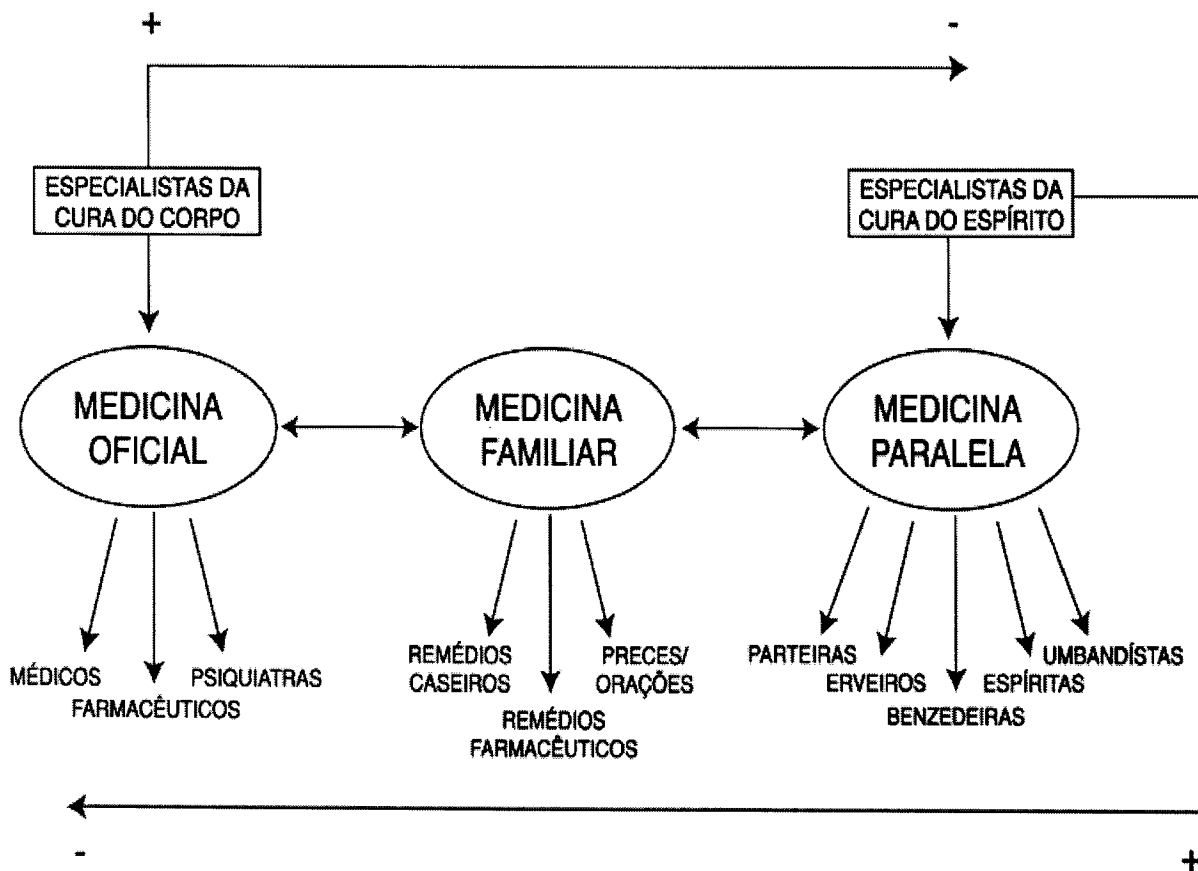 +
-
ESPECIALISTAS DA
CURA DO CORPO
ESPECIALISTAS DA
CURA DO ESPÍRITO
MEDICINA
OFICIAL
MEDICINA
FAMILIAR
MEDICINA
PARALELA
MÉDICOS
FARMACÊUTICOS
PSIQUIATRAS
REMÉDIOS
CASEIROS
REMÉDIOS
FARMACÊUTICOS
PRECES/
ORAÇÕES
PARTEIRAS
ERVEIROS
BENZEDEIRAS
ESPÍRITAS
UMBANDÍSTAS
-
+